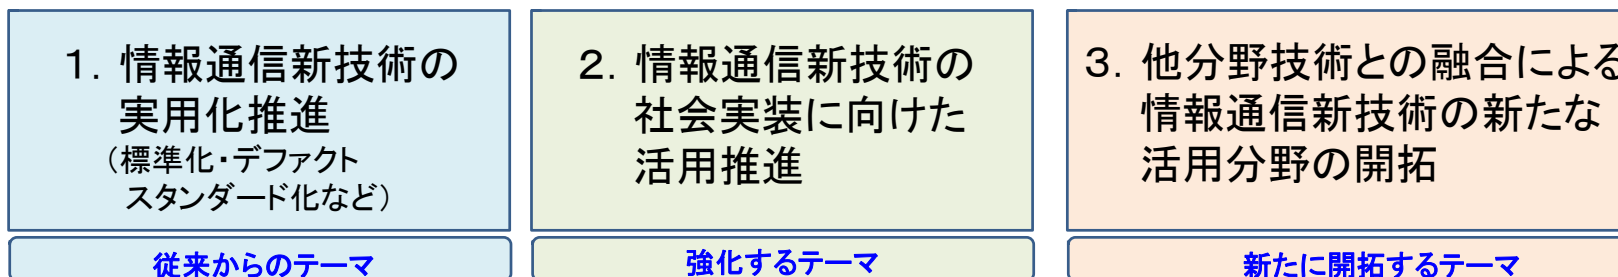 １．情報通信新技術の
実用化推進
（標準化・デファクト
スタンダード化など）
従来からのテーマ
２．情報通信新技術の
社会実装に向けた
活用推進
強化するテーマ
３．他分野技術との融合による
情報通信新技術の新たな
活用分野の開拓
新たに開拓するテーマ